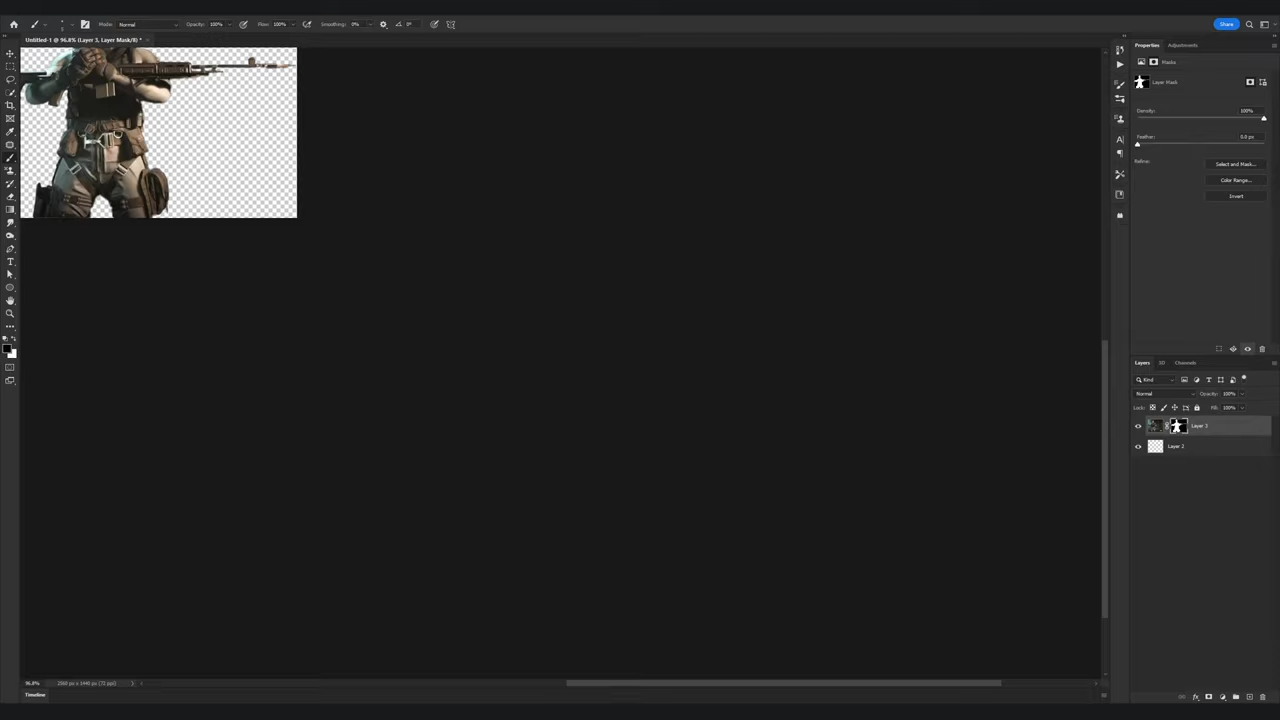 Mode: Normal Opacity: 100% Flow: 100% Smoothing: 0% 0° Share
Untitled-1 @ 96.8% (Layer 3, Layer Mask/8) * ×
Properties Adjustments
Masks
Layer Mask
Density: 100%
Feather: 0.0 px
Refine: Select and Mask...
Color Range...
Invert
Layers 3D Channels
Kind
Normal Opacity: 100%
Lock: Fill: 100%
Layer 3
Layer 2
96.8% 2560 px x 1440 px (72 ppi)
Timeline